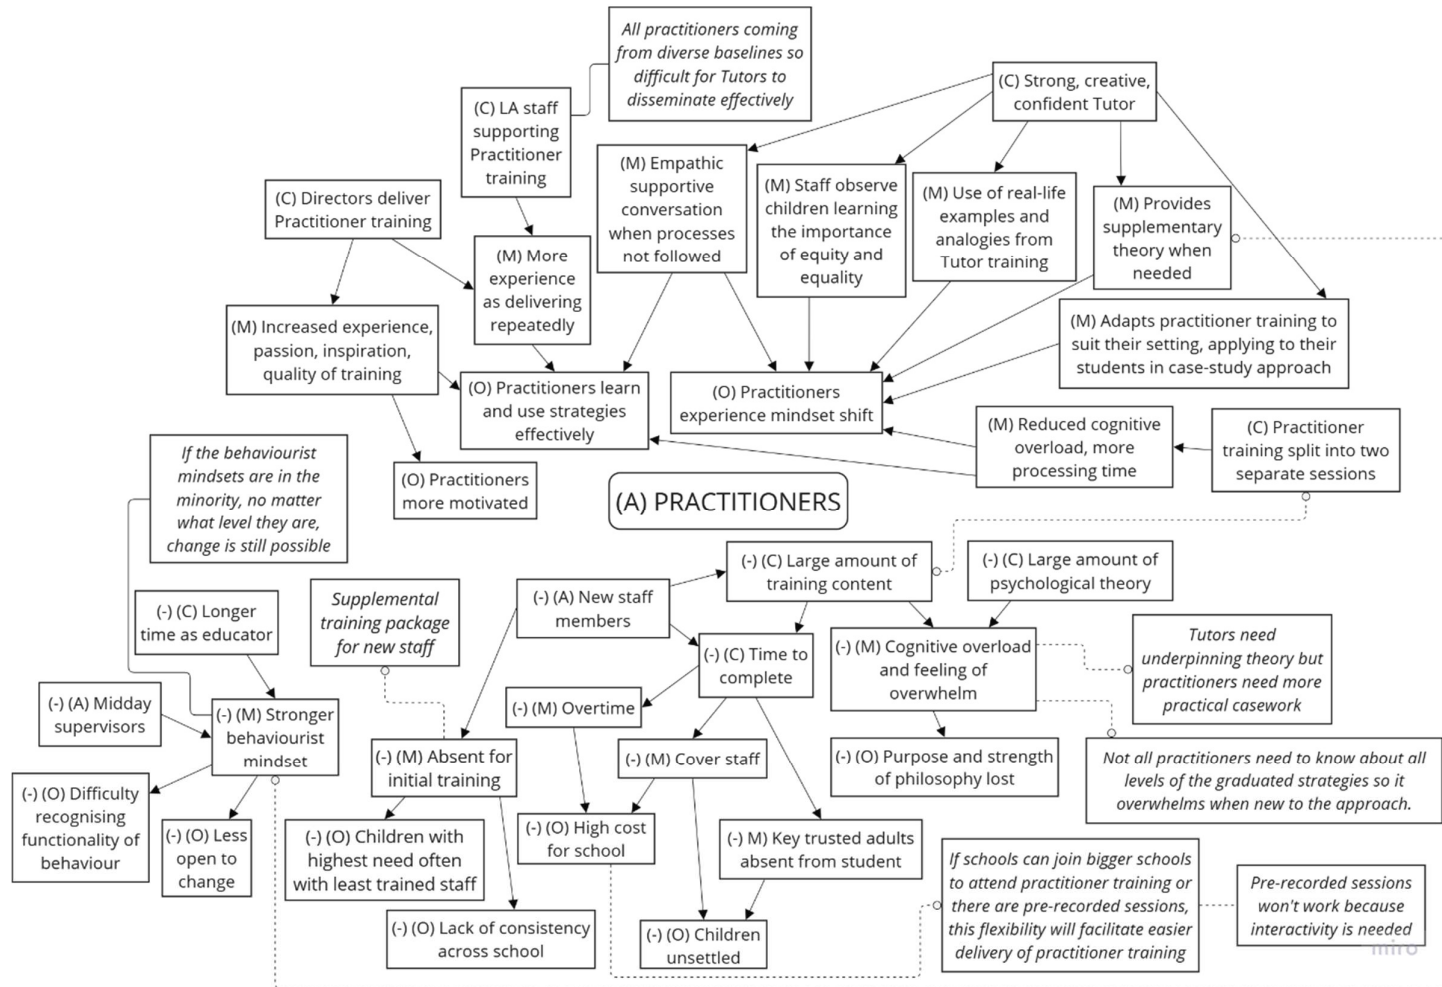 All practitioners coming
from diverse baselines so
difficult for Tutors to
disseminate effectively
(C) Strong, creative,
confident Tutor
(C) LA staff
supporting
Practitioner
training
(M) Empathic
supportive
conversation
when processes
not followed
(M) Staff observe
children learning
the importance
of equity and
equality
(M) Use of real-life
examples and
analogies from
Tutor training
(M) Provides
supplementary
theory when
needed
(C) Directors deliver
Practitioner training
(M) More
experience
as delivering
repeatedly
(M) Increased experience,
passion, inspiration,
quality of training
(M) Adapts practitioner training to
suit their setting, applying to their
students in case-study approach
(O) Practitioners learn
and use strategies
effectively
(O) Practitioners
experience mindset shift
(M) Reduced cognitive
overload, more
processing time
(C) Practitioner
training split into two
separate sessions
If the behaviourist
mindsets are in the
minority, no matter
what level they are,
change is still possible
(O) Practitioners
more motivated
(A) PRACTITIONERS
(-) (C) Large amount of
training content
(-) (C) Large amount of
psychological theory
(-) (C) Longer
time as educator
Supplemental
training package
for new staff
(-) (A) New staff
members
(-) (C) Time to
complete
(-) (M) Cognitive overload
and feeling of
overwhelm
Tutors need
underpinning theory but
practitioners need more
practical casework
(-) (A) Midday
supervisors
(-) (M) Stronger
behaviourist
mindset
(-) (M) Overtime
(-) (M) Absent for
initial training
(-) (M) Cover staff
(-) (O) Purpose and strength
of philosophy lost
Not all practitioners need to know about all
levels of the graduated strategies so it
overwhelms when new to the approach.
(-) (O) Difficulty
recognising
functionality of
behaviour
(-) (O) Less
open to
change
(-) (O) Children with
highest need often
with least trained staff
(-) (O) High cost
for school
(-) M) Key trusted adults
absent from student
If schools can join bigger schools
to attend practitioner training or
there are pre-recorded sessions,
this flexibility will facilitate easier
delivery of practitioner training
Pre-recorded sessions
won't work because
interactivity is needed
(-) (O) Lack of consistency
across school
(-) (O) Children
unsettled
miro